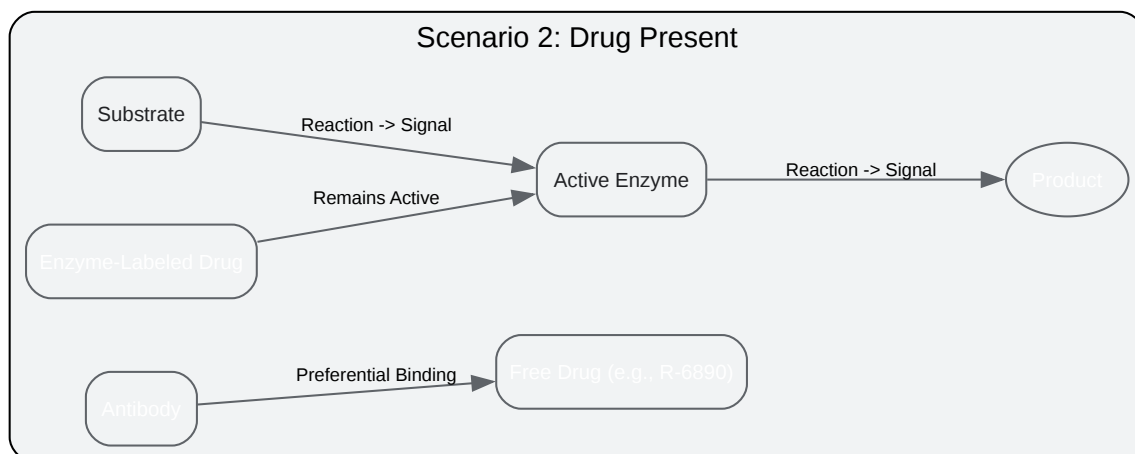 Scenario 2: Drug Present
Substrate
Reaction -> Signal
Remains Active
Active Enzyme
Reaction -> Signal
Product
Enzyme-Labeled Drug
Preferential Binding
Free Drug (e.g., R-6890)
Antibody